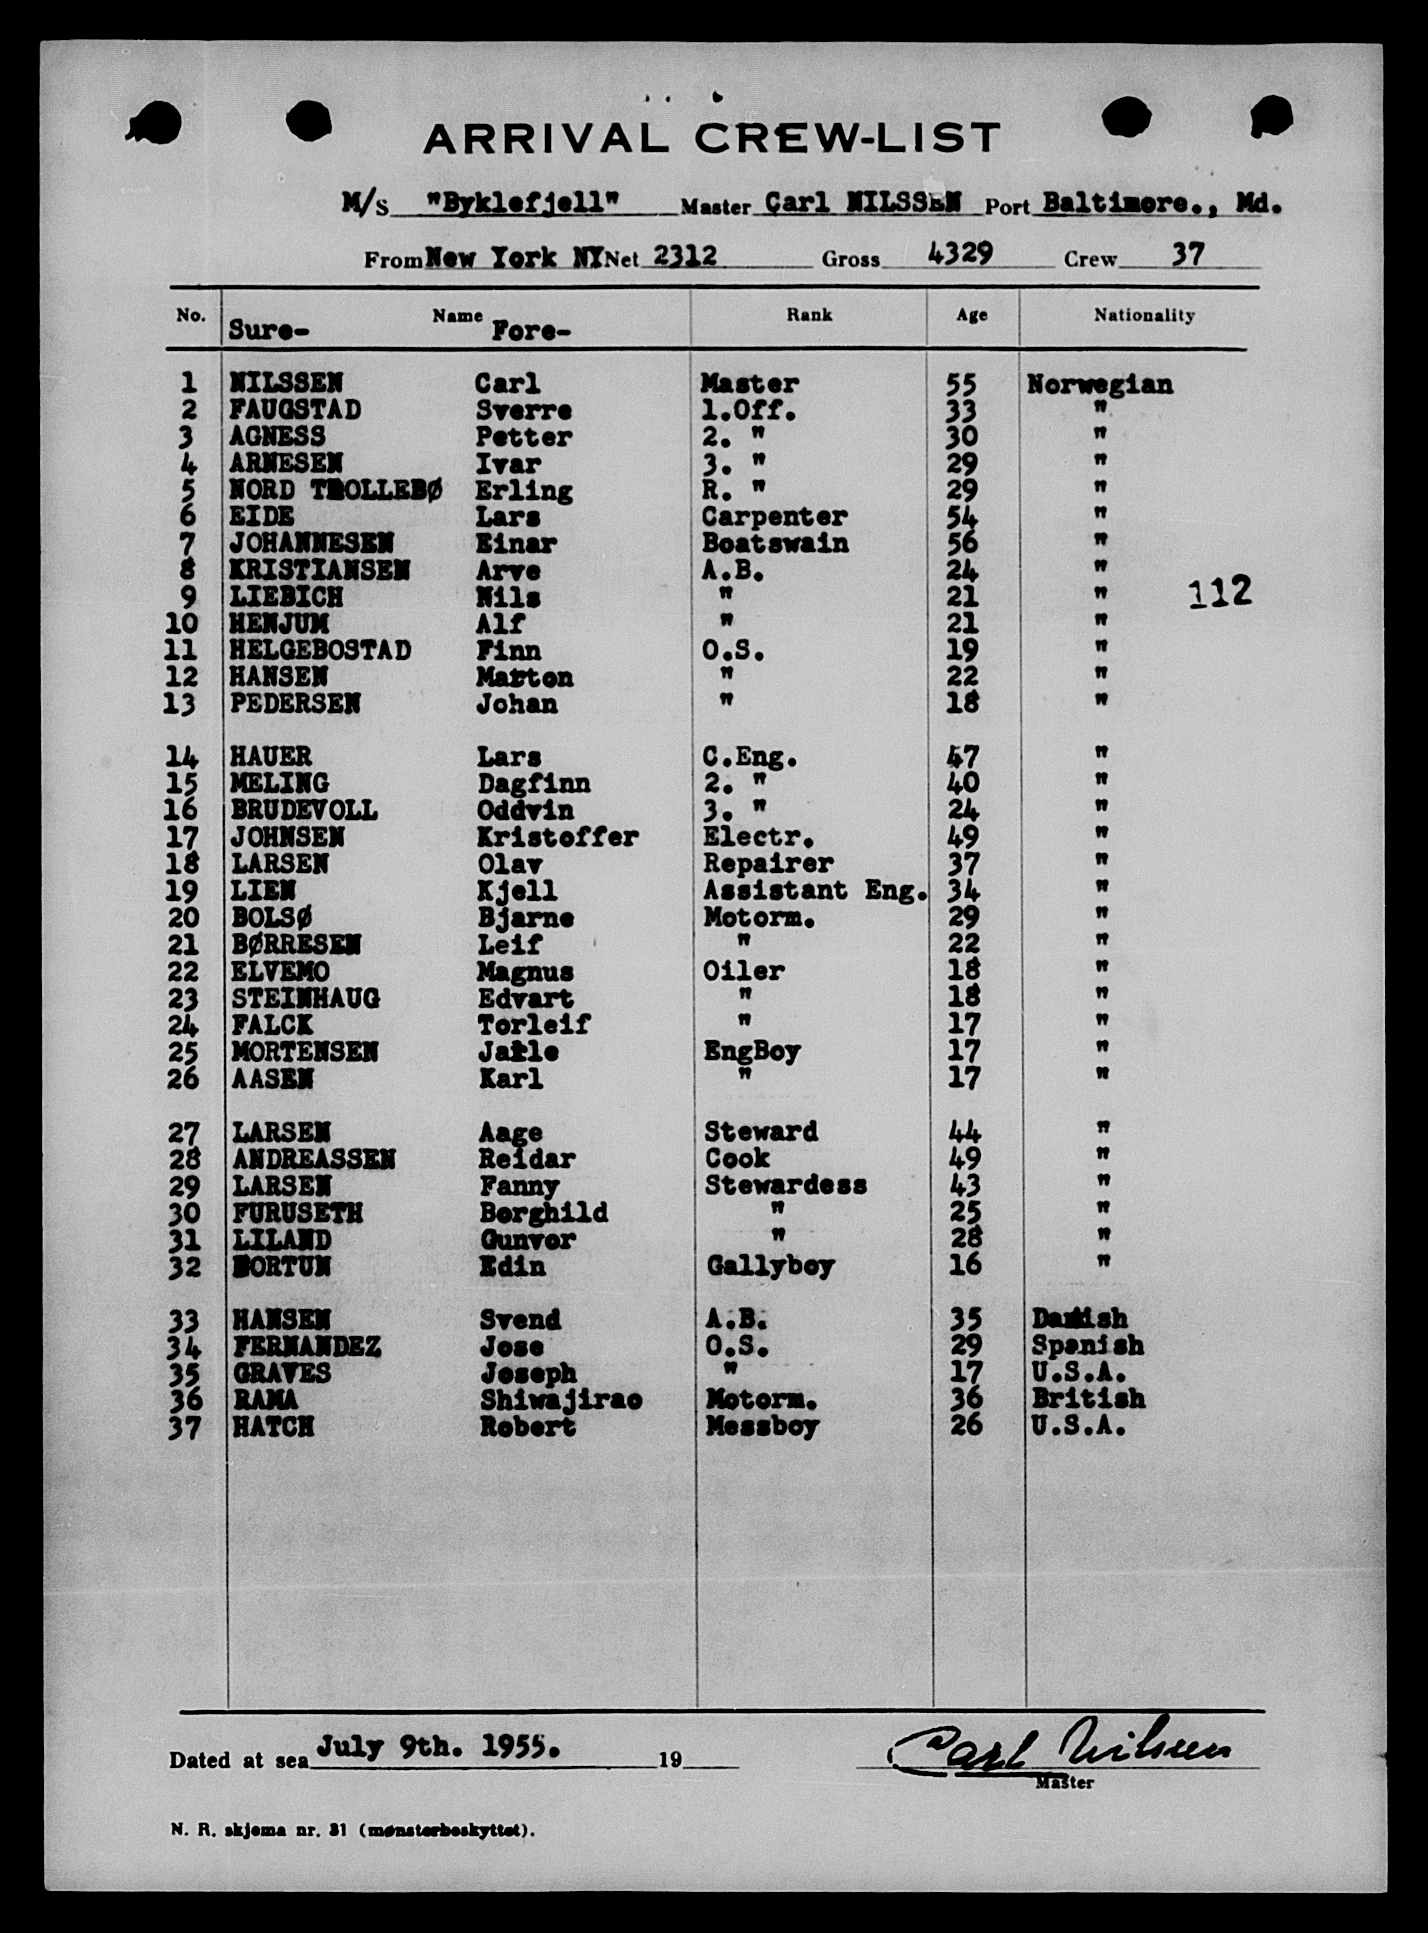 ARRIVAL CREW-LIST
M/S "Byklefjell" Master Carl NILSSEN Port Baltimore., Md.
From New York NY Net 2312 Gross 4329 Crew 37
No. Name Rank Age Nationality
Sure- Fore-
1 NILSSEN Carl Master 55 Norwegian
2 FAUGSTAD Sverre 1.Off. 33 "
3 AGNESS Petter 2. " 30 "
4 ARNESEN Ivar 3. " 29 "
5 NORD TROLLEBØ Erling R. " 29 "
6 EIDE Lars Carpenter 54 "
7 JOHANNESEN Einar Boatswain 56 "
8 KRISTIANSEN Arve A.B. 24 "
9 LIEBICH Nils " 21 "
112
10 HENJUM Alf " 21 "
11 HELGEBOSTAD Finn O.S. 19 "
12 HANSEN Marton " 22 "
13 PEDERSEN Johan " 18 "
14 HAUER Lars C.Eng. 47 "
15 MELING Dagfinn 2. " 40 "
16 BRUDEVOLL Oddvin 3. " 24 "
17 JOHNSEN Kristoffer Electr. 49 "
18 LARSEN Olav Repairer 37 "
19 LIEN Kjell Assistant Eng. 34 "
20 BOLSØ Bjarne Motorm. 29 "
21 BØRRESEN Leif " 22 "
22 ELVEMO Magnus Oiler 18 "
23 STEINHAUG Edvart " 18 "
24 FALCK Torleif " 17 "
25 MORTENSEN Jarle EngBoy 17 "
26 AASEN Karl " 17 "
27 LARSEN Aage Steward 44 "
28 ANDREASSEN Reidar Cook 49 "
29 LARSEN Fanny Stewardess 43 "
30 FURUSETH Borghild " 25 "
31 LILAND Gunvor " 28 "
32 Edin Gallyboy 16 "
33 HANSEN Svend A.B. 35 Danish
34 FERNANDEZ Jose O.S. 29 Spanish
35 GRAVES Joseph " 17 U.S.A.
36 RAMA Shiwajirao Motorm. 36 British
37 HATCH Robert Messboy 26 U.S.A.
Dated at sea July 9th. 1955. 19 Carl Nilssen
Master
N. R. skjema nr. 31 (mønsterbeskyttet).